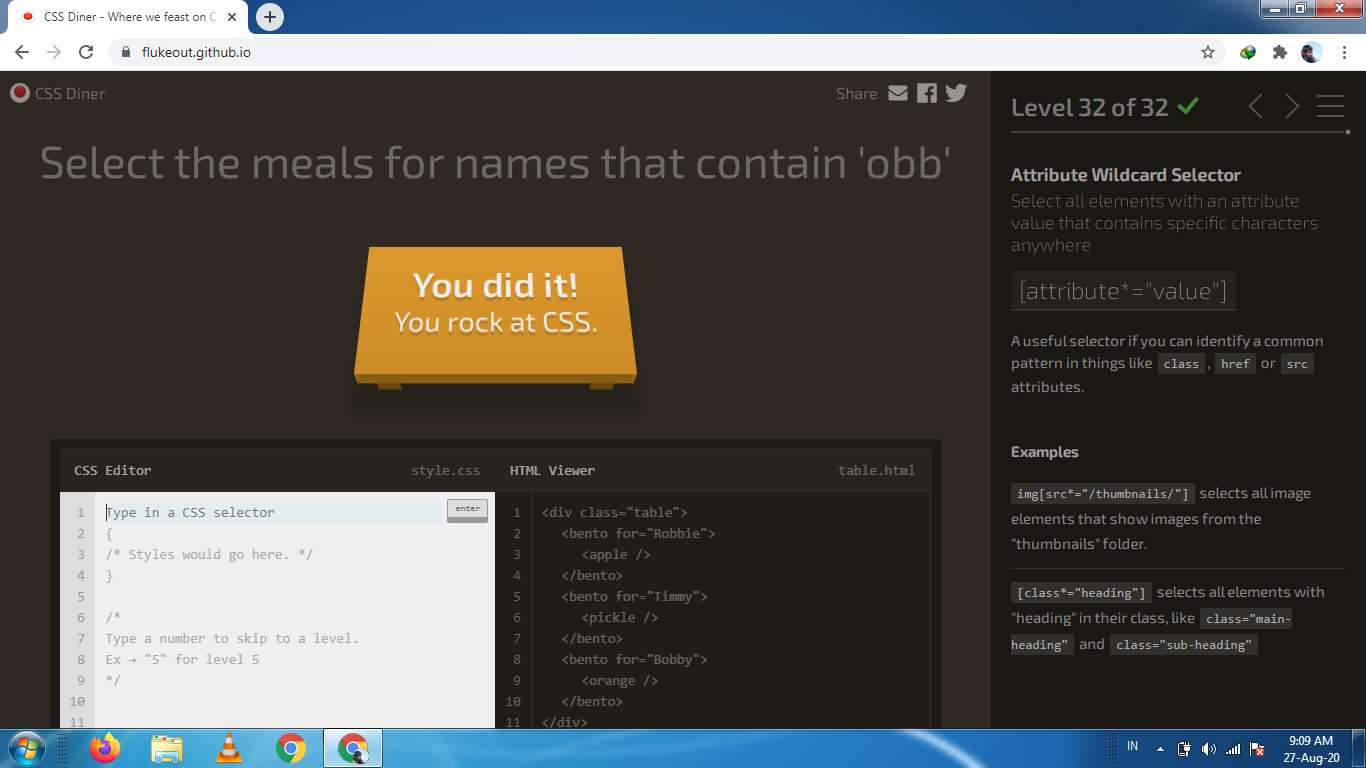 CSS Diner - Where we feast on C
flukeout.github.io
CSS Diner
Share
Select the meals for names that contain 'obb'
You did it!
You rock at CSS.
CSS Editor
style.css
1 Type in a CSS selector
enter
2 {
3 /* Styles would go here. */
4 }
5
6 /*
7 Type a number to skip to a level.
8 Ex → "5" for level 5
9 */
10
11
HTML Viewer
table.html
1 <div class="table">
2 <bento for="Robbie">
3 <apple />
4 </bento>
5 <bento for="Timmy">
6 <pickle />
7 </bento>
8 <bento for="Bobby">
9 <orange />
10 </bento>
11 </div>
Level 32 of 32
Attribute Wildcard Selector
Select all elements with an attribute
value that contains specific characters
anywhere
[attribute*="value"]
A useful selector if you can identify a common
pattern in things like class , href or src
attributes.
Examples
img[src*="/thumbnails/"] selects all image
elements that show images from the
"thumbnails" folder.
[class*="heading"] selects all elements with
"heading" in their class, like class="main-
heading" and class="sub-heading"
IN
9:09 AM
27-Aug-20